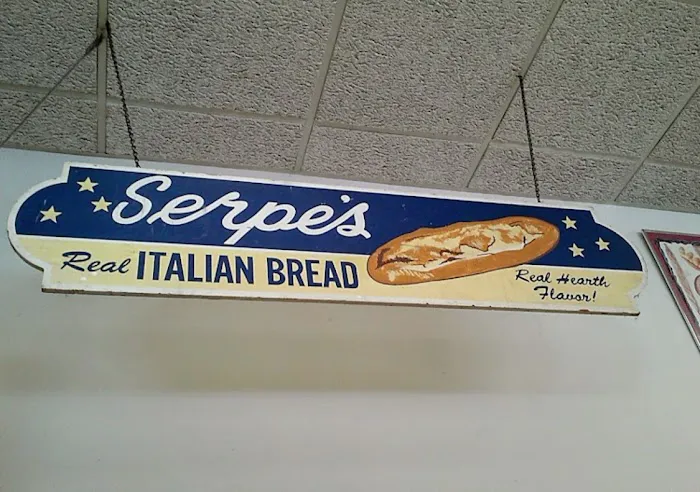 Serpe's
Real ITALIAN BREAD
Real Hearth
Flavor!